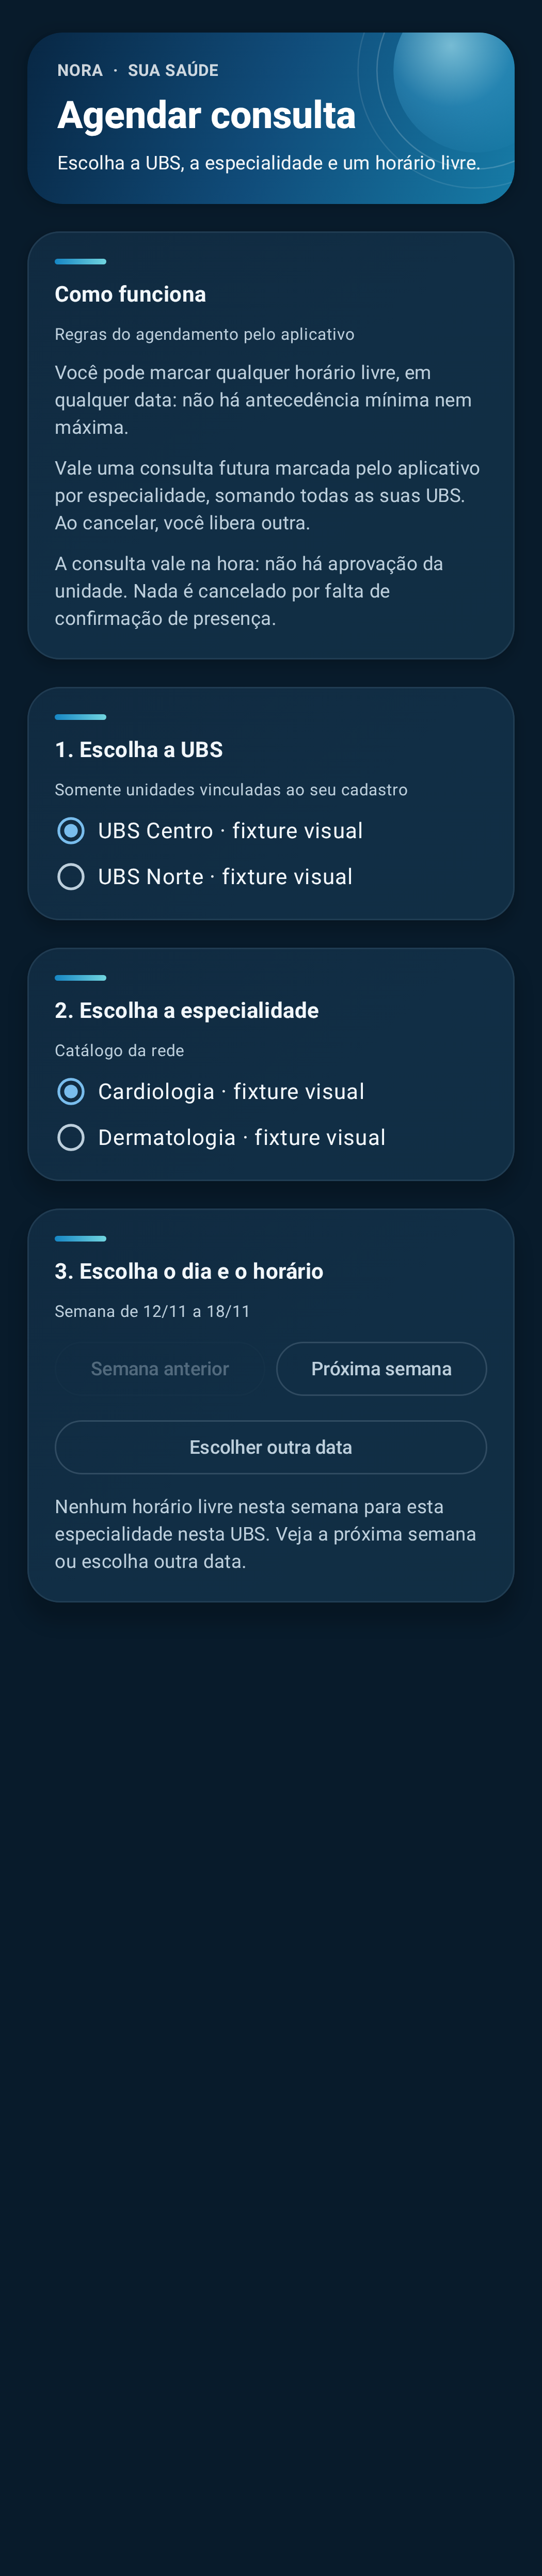 NORA · SUA SAÚDE
Agendar consulta
Escolha a UBS, a especialidade e um horário livre.
Como funciona
Regras do agendamento pelo aplicativo
Você pode marcar qualquer horário livre, em
qualquer data: não há antecedência mínima nem
máxima.
Vale uma consulta futura marcada pelo aplicativo
por especialidade, somando todas as suas UBS.
Ao cancelar, você libera outra.
A consulta vale na hora: não há aprovação da
unidade. Nada é cancelado por falta de
confirmação de presença.
1. Escolha a UBS
Somente unidades vinculadas ao seu cadastro
UBS Centro · fixture visual
UBS Norte · fixture visual
2. Escolha a especialidade
Catálogo da rede
Cardiologia · fixture visual
Dermatologia · fixture visual
3. Escolha o dia e o horário
Semana de 12/11 a 18/11
Semana anterior
Próxima semana
Escolher outra data
Nenhum horário livre nesta semana para esta
especialidade nesta UBS. Veja a próxima semana
ou escolha outra data.